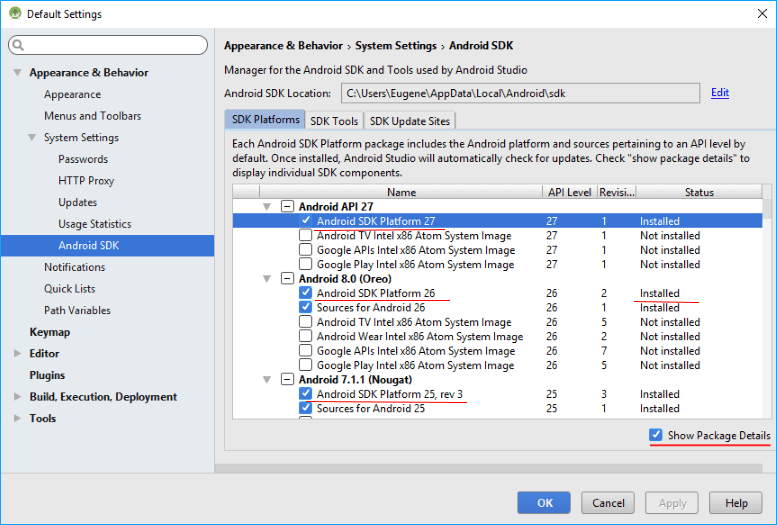 Default Settings
Appearance & Behavior › System Settings › Android SDK
Manager for the Android SDK and Tools used by Android Studio
Android SDK Location: C:\Users\Eugene\AppData\Local\Android\sdk Edit
Appearance & Behavior
Appearance
Menus and Toolbars
System Settings
Passwords
HTTP Proxy
Updates
Usage Statistics
Android SDK
Notifications
Quick Lists
Path Variables
Keymap
Editor
Plugins
Build, Execution, Deployment
Tools
SDK Platforms SDK Tools SDK Update Sites
Each Android SDK Platform package includes the Android platform and sources pertaining to an API level by
default. Once installed, Android Studio will automatically check for updates. Check "show package details" to
display individual SDK components.
Name API Level Revisi... Status
Android API 27
Android SDK Platform 27 27 1 Installed
Android TV Intel x86 Atom System Image 27 1 Not installed
Google APIs Intel x86 Atom System Image 27 1 Not installed
Google Play Intel x86 Atom System Image 27 1 Not installed
Android 8.0 (Oreo)
Android SDK Platform 26 26 2 Installed
Sources for Android 26 26 1 Installed
Android TV Intel x86 Atom System Image 26 5 Not installed
Android Wear Intel x86 Atom System Image 26 2 Not installed
Google APIs Intel x86 Atom System Image 26 7 Not installed
Google Play Intel x86 Atom System Image 26 5 Not installed
Android 7.1.1 (Nougat)
Android SDK Platform 25, rev 3 25 3 Installed
Sources for Android 25 25 1 Installed
Show Package Details
OK Cancel Apply Help